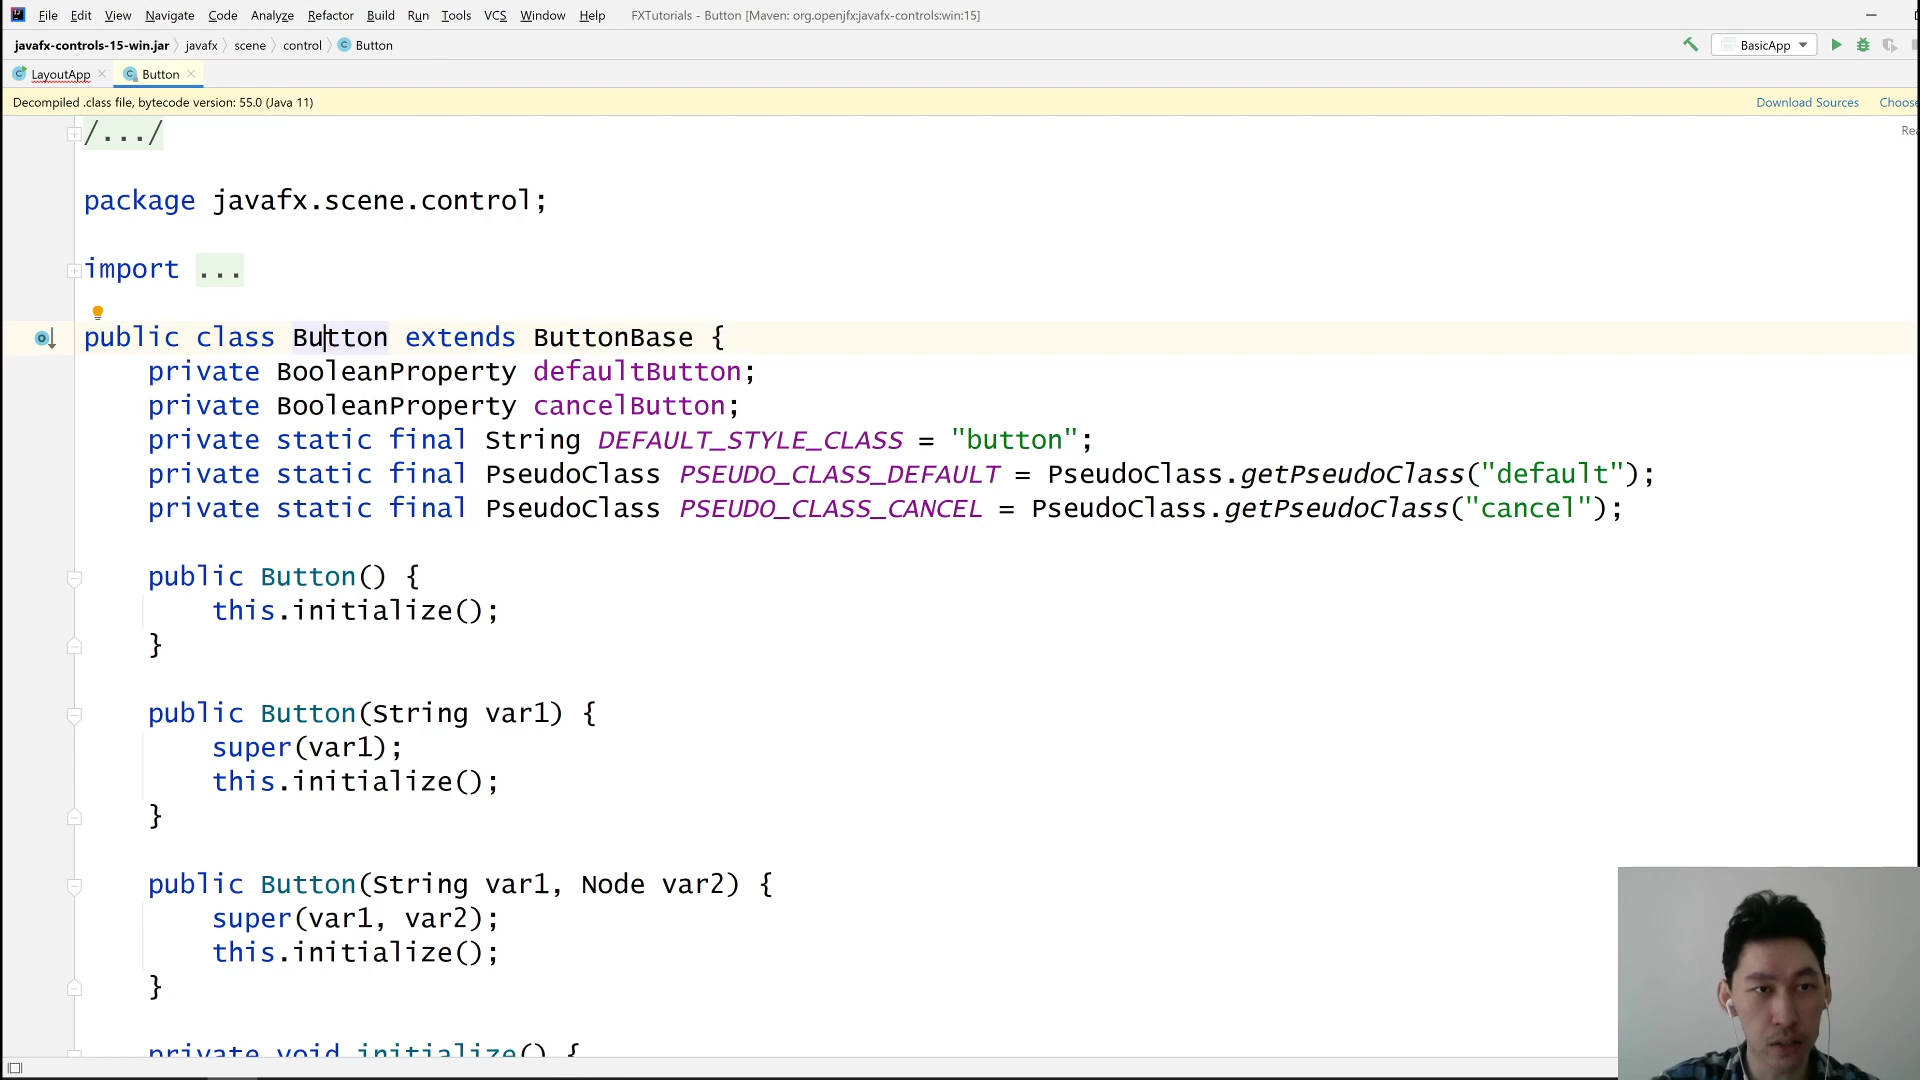 File Edit View Navigate Code Analyze Refactor Build Run Tools VCS Window Help FXTutorials - Button [Maven: org.openjfx:javafx-controls:win:15]
javafx-controls-15-win.jar javafx scene control Button BasicApp
LayoutApp Button
Decompiled .class file, bytecode version: 55.0 (Java 11) Download Sources Choose
Rea
/.../
package javafx.scene.control;
import ...
public class Button extends ButtonBase {
private BooleanProperty defaultButton;
private BooleanProperty cancelButton;
private static final String DEFAULT_STYLE_CLASS = "button";
private static final PseudoClass PSEUDO_CLASS_DEFAULT = PseudoClass.getPseudoClass("default");
private static final PseudoClass PSEUDO_CLASS_CANCEL = PseudoClass.getPseudoClass("cancel");
public Button() {
this.initialize();
}
public Button(String var1) {
super(var1);
this.initialize();
}
public Button(String var1, Node var2) {
super(var1, var2);
this.initialize();
}
private void initialize() {